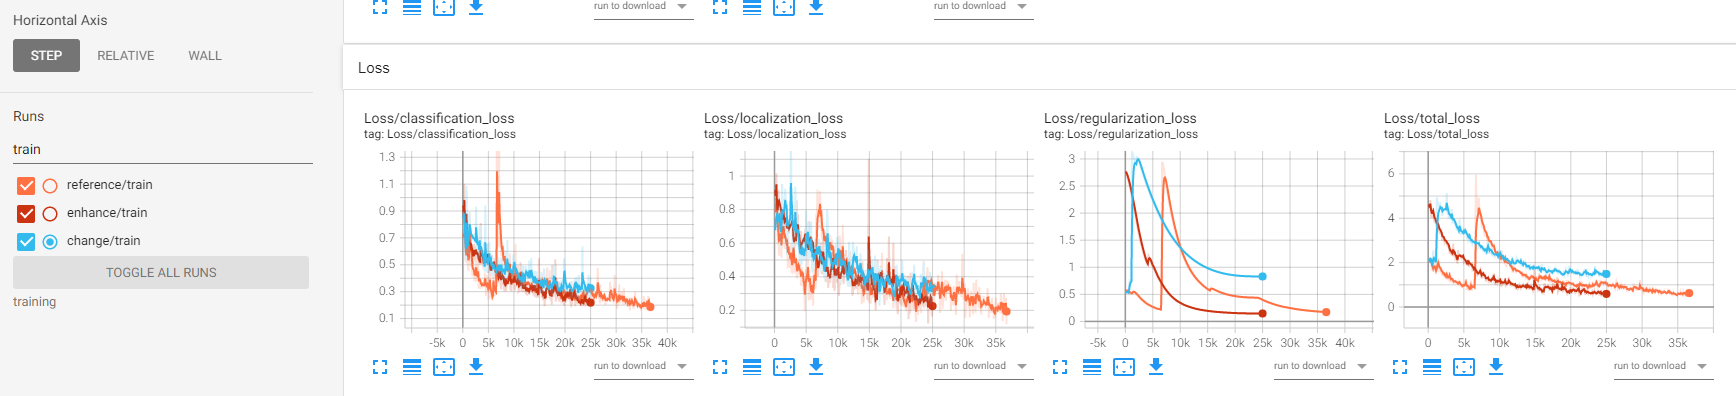 Horizontal Axis
STEP RELATIVE WALL
Runs
train
reference/train
enhance/train
change/train
TOGGLE ALL RUNS
training
run to download
run to download
Loss
Loss/classification_loss
tag: Loss/classification_loss
1.3
1.1
0.9
0.7
0.5
0.3
0.1
-5k 0 5k 10k 15k 20k 25k 30k 35k 40k
run to download
Loss/localization_loss
tag: Loss/localization_loss
1
0.8
0.6
0.4
0.2
0 5k 10k 15k 20k 25k 30k 35k
run to download
Loss/regularization_loss
tag: Loss/regularization_loss
3
2.5
2
1.5
1
0.5
0
-5k 0 5k 10k 15k 20k 25k 30k 35k 40k
run to download
Loss/total_loss
tag: Loss/total_loss
6
4
2
0
0 5k 10k 15k 20k 25k 30k 35k
run to download